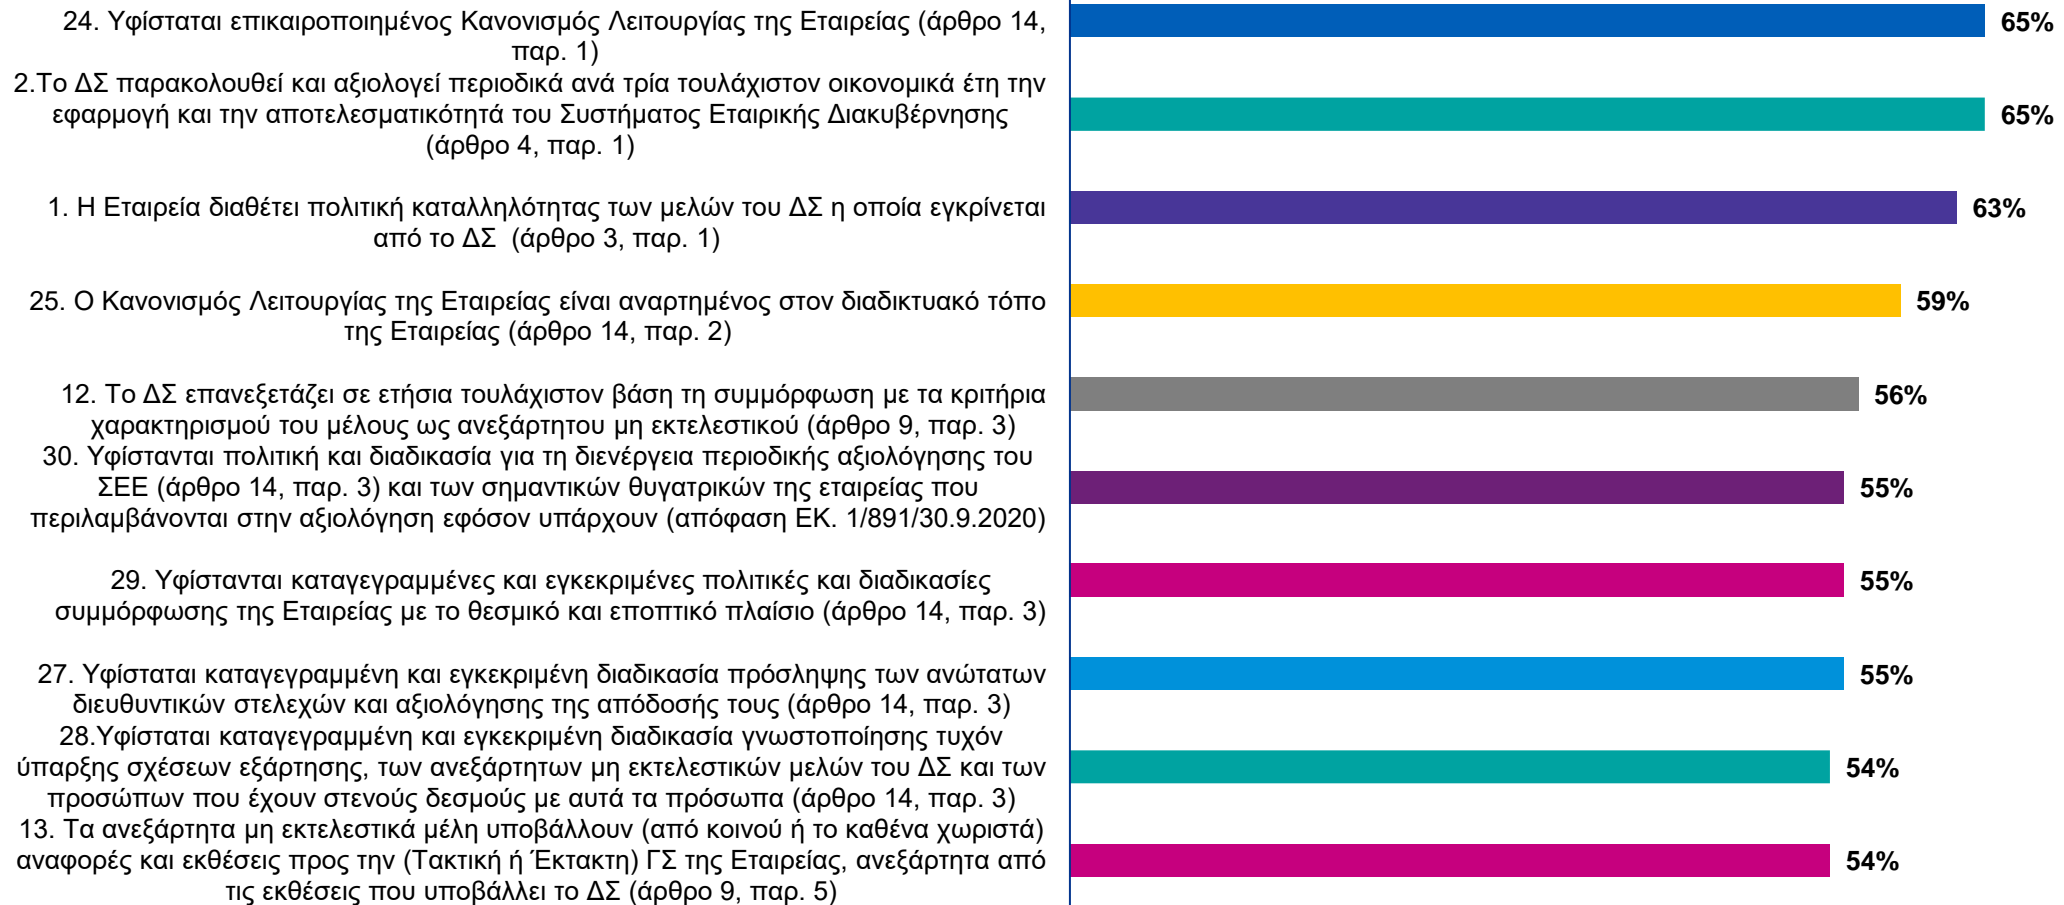 24. Υφίσταται επικαιροποιημένος Κανονισμός Λειτουργίας της Εταιρείας (άρθρο 14,
παρ. 1)
65%
2.Το ΔΣ παρακολουθεί και αξιολογεί περιοδικά ανά τρία τουλάχιστον οικονομικά έτη την
εφαρμογή και την αποτελεσματικότητά του Συστήματος Εταιρικής Διακυβέρνησης
(άρθρο 4, παρ. 1)
65%
1. Η Εταιρεία διαθέτει πολιτική καταλληλότητας των μελών του ΔΣ η οποία εγκρίνεται
από το ΔΣ (άρθρο 3, παρ. 1)
63%
25. Ο Κανονισμός Λειτουργίας της Εταιρείας είναι αναρτημένος στον διαδικτυακό τόπο
της Εταιρείας (άρθρο 14, παρ. 2)
59%
12. Το ΔΣ επανεξετάζει σε ετήσια τουλάχιστον βάση τη συμμόρφωση με τα κριτήρια
χαρακτηρισμού του μέλους ως ανεξάρτητου μη εκτελεστικού (άρθρο 9, παρ. 3)
56%
30. Υφίστανται πολιτική και διαδικασία για τη διενέργεια περιοδικής αξιολόγησης του
ΣΕΕ (άρθρο 14, παρ. 3) και των σημαντικών θυγατρικών της εταιρείας που
περιλαμβάνονται στην αξιολόγηση εφόσον υπάρχουν (απόφαση ΕΚ. 1/891/30.9.2020)
55%
29. Υφίστανται καταγεγραμμένες και εγκεκριμένες πολιτικές και διαδικασίες
συμμόρφωσης της Εταιρείας με το θεσμικό και εποπτικό πλαίσιο (άρθρο 14, παρ. 3)
55%
27. Υφίσταται καταγεγραμμένη και εγκεκριμένη διαδικασία πρόσληψης των ανώτατων
διευθυντικών στελεχών και αξιολόγησης της απόδοσής τους (άρθρο 14, παρ. 3)
55%
28.Υφίσταται καταγεγραμμένη και εγκεκριμένη διαδικασία γνωστοποίησης τυχόν
ύπαρξης σχέσεων εξάρτησης, των ανεξάρτητων μη εκτελεστικών μελών του ΔΣ και των
προσώπων που έχουν στενούς δεσμούς με αυτά τα πρόσωπα (άρθρο 14, παρ. 3)
54%
13. Τα ανεξάρτητα μη εκτελεστικά μέλη υποβάλλουν (από κοινού ή το καθένα χωριστά)
αναφορές και εκθέσεις προς την (Τακτική ή Έκτακτη) ΓΣ της Εταιρείας, ανεξάρτητα από
τις εκθέσεις που υποβάλλει το ΔΣ (άρθρο 9, παρ. 5)
54%